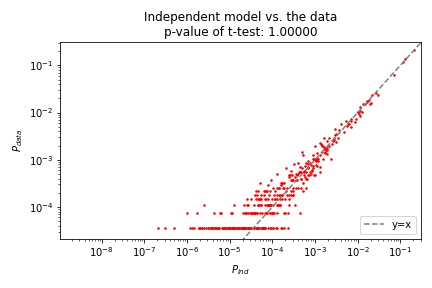 Independent model vs. the data
p-value of t-test: 1.00000
10⁻¹
10⁻²
10⁻³
10⁻⁴
P_data
y=x
10⁻⁸ 10⁻⁷ 10⁻⁶ 10⁻⁵ 10⁻⁴ 10⁻³ 10⁻² 10⁻¹
P_ind